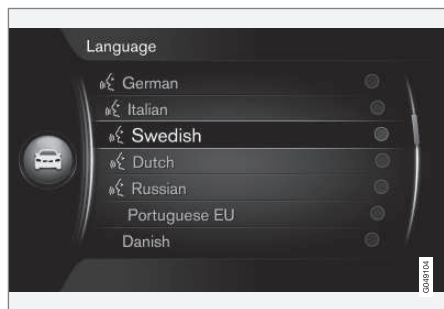 Language
German
Italian
Swedish
Dutch
Russian
Portuguese EU
Danish
G049104